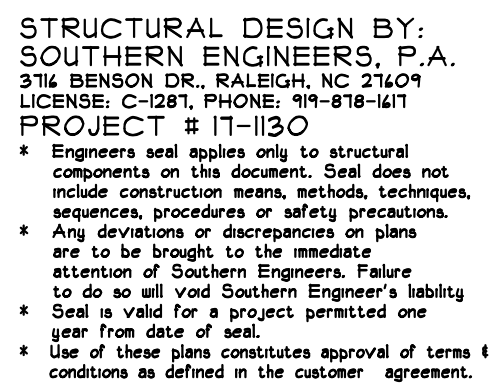 STRUCTURAL DESIGN BY:
SOUTHERN ENGINEERS, P.A.
3716 BENSON DR., RALEIGH, NC 27609
LICENSE: C-1287, PHONE: 919-878-1617
PROJECT # 17-1130
* Engineers seal applies only to structural
components on this document. Seal does not
include construction means, methods, techniques,
sequences, procedures or safety precautions.
* Any deviations or discrepancies on plans
are to be brought to the immediate
attention of Southern Engineers. Failure
to do so will void Southern Engineer's liability
* Seal is valid for a project permitted one
year from date of seal.
* Use of these plans constitutes approval of terms &
conditions as defined in the customer agreement.